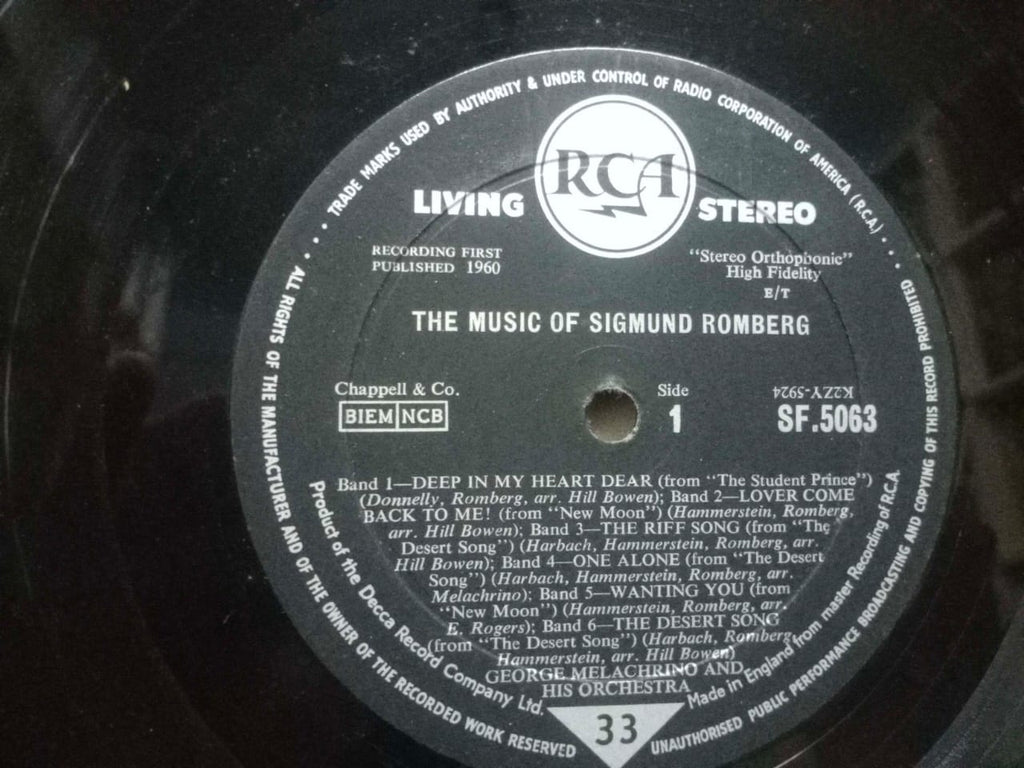 TRADE MARKS USED BY AUTHORITY & UNDER CONTROL OF RADIO CORPORATION OF AMERICA (R.C.A.)
RCA
LIVING STEREO
RECORDING FIRST
PUBLISHED 1960
"Stereo Orthophonic"
High Fidelity
E/T
THE MUSIC OF SIGMUND ROMBERG
Chappell & Co.
BIEM NCB
Side
1
K2ZY-5924
SF.5063
Band 1—DEEP IN MY HEART DEAR (from "The Student Prince")
(Donnelly, Romberg, arr. Hill Bowen); Band 2—LOVER COME
BACK TO ME! (from "New Moon") (Hammerstein, Romberg,
arr. Hill Bowen); Band 3—THE RIFF SONG (from "The
Desert Song") (Harbach, Hammerstein, Romberg, arr.
Hill Bowen); Band 4—ONE ALONE (from "The Desert
Song") (Harbach, Hammerstein, Romberg, arr.
Melachrino); Band 5—WANTING YOU (from
"New Moon") (Hammerstein, Romberg, arr.
E. Rogers); Band 6—THE DESERT SONG
(from "The Desert Song") (Harbach, Romberg,
Hammerstein, arr. Hill Bowen)
GEORGE MELACHRINO AND
HIS ORCHESTRA
Product of the Decca Record Company Ltd.
Made in England from master Recording of R.C.A.
33
ALL RIGHTS OF THE MANUFACTURER AND OF THE OWNER OF THE RECORDED WORK RESERVED
UNAUTHORISED PUBLIC PERFORMANCE BROADCASTING AND COPYING OF THIS RECORD PROHIBITED